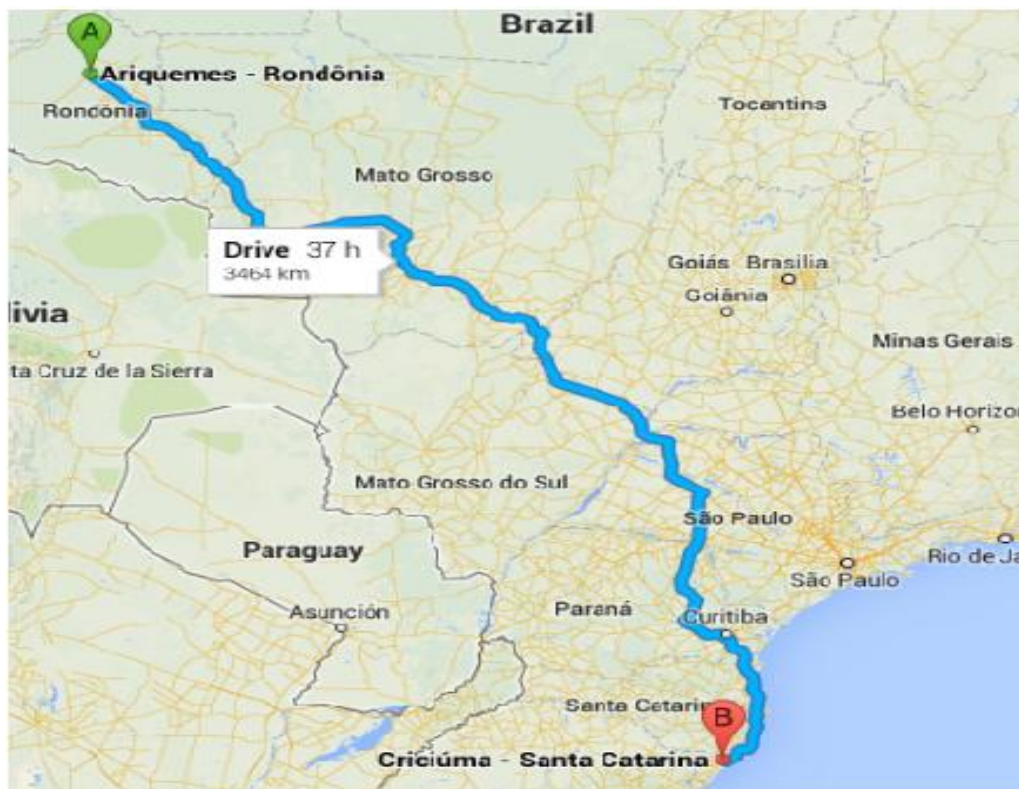 Brazil
A
Ariquemes - Rondônia
Tocantins
Rondônia
Mato Grosso
Drive 37 h
3464 km
Goiás Brasilia
Goiânia
livia
Minas Gerais
ta Cruz de la Sierra
Belo Horizon
Mato Grosso do Sul
São Paulo
Paraguay
Rio de Ja
São Paulo
Asunción
Paraná
Curitiba
Santa Catarin
B
Criciúma - Santa Catarina